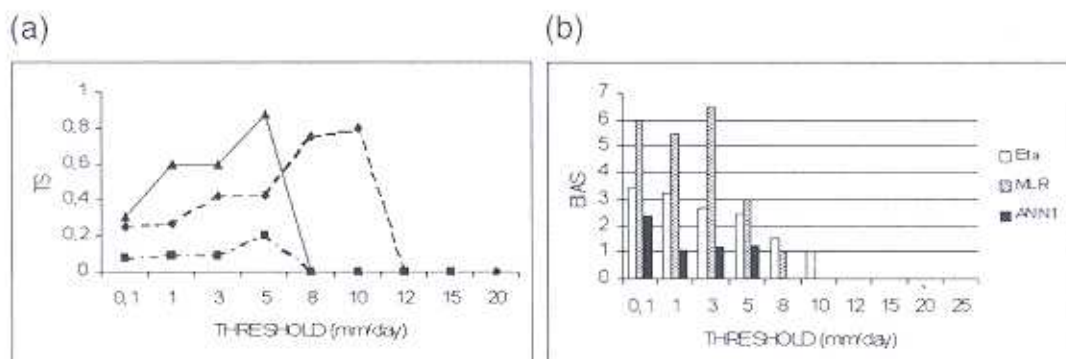 (a)
1
0,8
0,6
0,4
0,2
0
TS
0,1 1 3 5 8 10 12 15 20
THRESHOLD (mm/day)
(b)
7
6
5
4
3
2
1
0
BIAS
0,1 1 3 5 8 10 12 15 20 25
THRESHOLD (mm/day)
Eta
MLR
ANN1